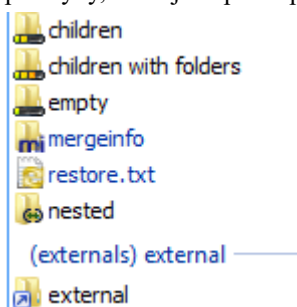 children
children with folders
empty
mergeinfo
restore.txt
nested
(externals) external
external